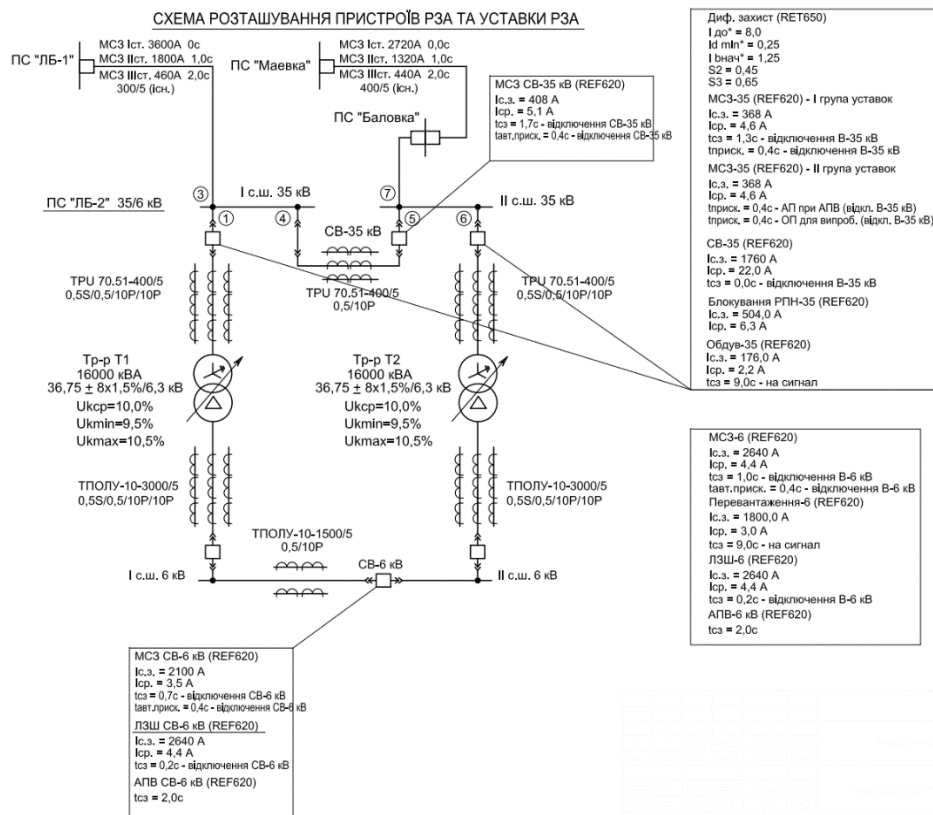 СХЕМА РОЗТАШУВАННЯ ПРИСТРОЇВ РЗА ТА УСТАВКИ РЗА
ПС "ЛБ-1"
МСЗ Іст. 3600А 0с
МСЗ ІІст. 1800А 1,0с
МСЗ ІІІст. 460А 2,0с
300/5 (існ.)
ПС "Маевка"
МСЗ Іст. 2720А 0,0с
МСЗ ІІст. 1320А 1,0с
МСЗ ІІІст. 440А 2,0с
400/5 (існ.)
ПС "Баловка"
МСЗ СВ-35 кВ (REF620)
Іс.з. = 408 А
Іср. = 5,1 А
tсз = 1,7с - відключення СВ-35 кВ
tавт.приск. = 0,4с - відключення СВ-35 кВ
Диф. захист (RET650)
І до* = 8,0
Id mln* = 0,25
І bнач* = 1,25
S2 = 0,45
S3 = 0,65
МСЗ-35 (REF620) - І група уставок
Іс.з. = 368 А
Іср. = 4,6 А
tсз = 1,3с - відключення В-35 кВ
tприск. = 0,4с - відключення В-35 кВ
МСЗ-35 (REF620) - ІІ група уставок
Іс.з. = 368 А
Іср. = 4,6 А
tприск. = 0,4с - АП при АПВ (відкл. В-35 кВ)
tприск. = 0,4с - ОП для випроб. (відкл. В-35 кВ)
СВ-35 (REF620)
Іс.з. = 1760 А
Іср. = 22,0 А
tсз = 0,0с - відключення В-35 кВ
Блокування РПН-35 (REF620)
Іс.з. = 504,0 А
Іср. = 6,3 А
Обдув-35 (REF620)
Іс.з. = 176,0 А
Іср. = 2,2 А
tсз = 9,0с - на сигнал
ПС "ЛБ-2" 35/6 кВ
3
І с.ш. 35 кВ
7
ІІ с.ш. 35 кВ
1
4
5
6
СВ-35 кВ
TPU 70.51-400/5
0,5S/0,5/10P/10P
TPU 70.51-400/5
0,5/10P
TPU 70.51-400/5
0,5S/0,5/10P/10P
Тр-р Т1
16000 кВА
36,75 ± 8х1,5%/6,3 кВ
Uкср=10,0%
Ukmin=9,5%
Ukmax=10,5%
Тр-р Т2
16000 кВА
36,75 ± 8х1,5%/6,3 кВ
Uкср=10,0%
Ukmin=9,5%
Ukmax=10,5%
ТПОЛУ-10-3000/5
0,5S/0,5/10P/10P
ТПОЛУ-10-3000/5
0,5S/0,5/10P/10P
ТПОЛУ-10-1500/5
0,5/10P
І с.ш. 6 кВ
СВ-6 кВ
ІІ с.ш. 6 кВ
МСЗ-6 (REF620)
Іс.з. = 2640 А
Іср. = 4,4 А
tсз = 1,0с - відключення В-6 кВ
tавт.приск. = 0,4с - відключення В-6 кВ
Перевантаження-6 (REF620)
Іс.з. = 1800,0 А
Іср. = 3,0 А
tсз = 9,0с - на сигнал
ЛЗШ-6 (REF620)
Іс.з. = 2640 А
Іср. = 4,4 А
tсз = 0,2с - відключення В-6 кВ
АПВ-6 кВ (REF620)
tсз = 2,0с
МСЗ СВ-6 кВ (REF620)
Іс.з. = 2100 А
Іср. = 3,5 А
tсз = 0,7с - відключення СВ-6 кВ
tавт.приск. = 0,4с - відключення СВ-6 кВ
ЛЗШ СВ-6 кВ (REF620)
Іс.з. = 2640 А
Іср. = 4,4 А
tсз = 0,2с - відключення СВ-6 кВ
АПВ СВ-6 кВ (REF620)
tсз = 2,0с